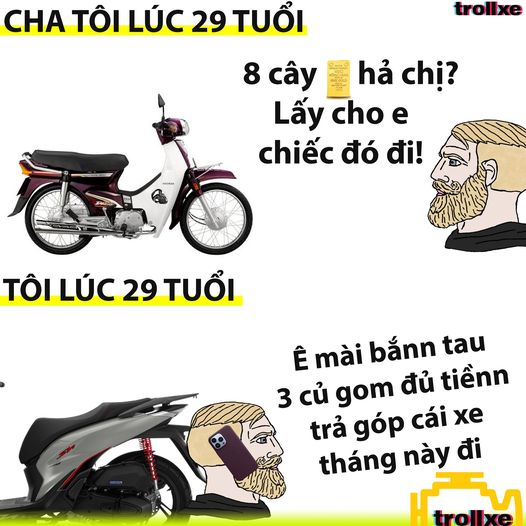 CHA TÔI LÚC 29 TUỔI
trollxe
8 cây hả chị?
Lấy cho e
chiếc đó đi!
TÔI LÚC 29 TUỔI
Ê mài bắnn tau
3 củ gom đủ tiềnn
trả góp cái xe
tháng này đi
trollxe